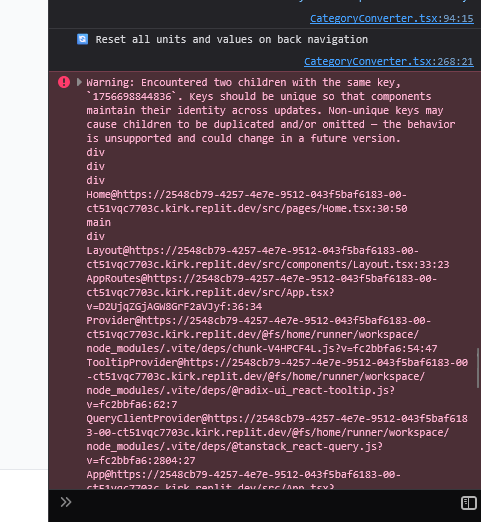 CategoryConverter.tsx:94:15
Reset all units and values on back navigation
CategoryConverter.tsx:268:21
Warning: Encountered two children with the same key,
`1756698844836`. Keys should be unique so that components
maintain their identity across updates. Non-unique keys may
cause children to be duplicated and/or omitted — the behavior
is unsupported and could change in a future version.
div
div
div
Home@https://2548cb79-4257-4e7e-9512-043f5baf6183-00-
ct51vqc7703c.kirk.replit.dev/src/pages/Home.tsx:30:50
main
div
Layout@https://2548cb79-4257-4e7e-9512-043f5baf6183-00-
ct51vqc7703c.kirk.replit.dev/src/components/Layout.tsx:33:23
AppRoutes@https://2548cb79-4257-4e7e-9512-043f5baf6183-00-
ct51vqc7703c.kirk.replit.dev/src/App.tsx?
v=D2UjqZGjAGW8GrF2aVJyf:36:34
Provider@https://2548cb79-4257-4e7e-9512-043f5baf6183-00-
ct51vqc7703c.kirk.replit.dev/@fs/home/runner/workspace/
node_modules/.vite/deps/chunk-V4HPCF4L.js?v=fc2bbfa6:54:47
TooltipProvider@https://2548cb79-4257-4e7e-9512-043f5baf6183-00
-ct51vqc7703c.kirk.replit.dev/@fs/home/runner/workspace/
node_modules/.vite/deps/@radix-ui_react-tooltip.js?
v=fc2bbfa6:62:7
QueryClientProvider@https://2548cb79-4257-4e7e-9512-043f5baf618
3-00-ct51vqc7703c.kirk.replit.dev/@fs/home/runner/workspace/
node_modules/.vite/deps/@tanstack_react-query.js?
v=fc2bbfa6:2804:27
App@https://2548cb79-4257-4e7e-9512-043f5baf6183-00-
ct51vqc7703c.kirk.replit.dev/src/App.tsx?